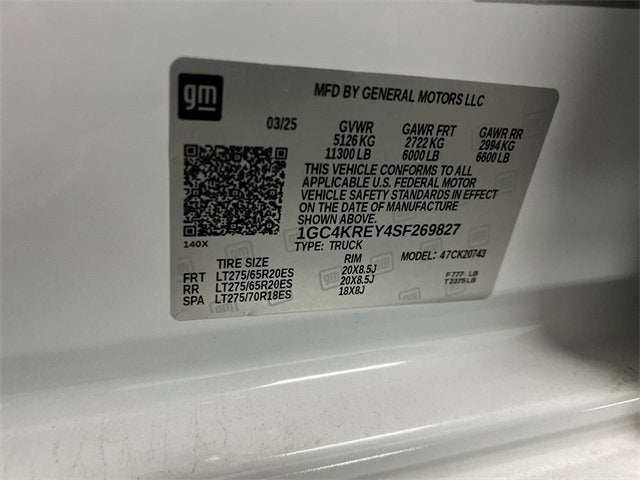 gm
MFD BY GENERAL MOTORS LLC
03/25 GVWR GAWR FRT GAWR RR
5126 KG 2722 KG 2994 KG
11300 LB 6000 LB 6600 LB
THIS VEHICLE CONFORMS TO ALL
APPLICABLE U.S. FEDERAL MOTOR
VEHICLE SAFETY STANDARDS IN EFFECT
ON THE DATE OF MANUFACTURE
SHOWN ABOVE.
140X 1GC4KREY4SF269827
TYPE: TRUCK MODEL: 47CK20743
TIRE SIZE RIM
FRT LT275/65R20ES 20X8.5J
RR LT275/65R20ES 20X8.5J
SPA LT275/70R18ES 18X8J
LB
T2375LB